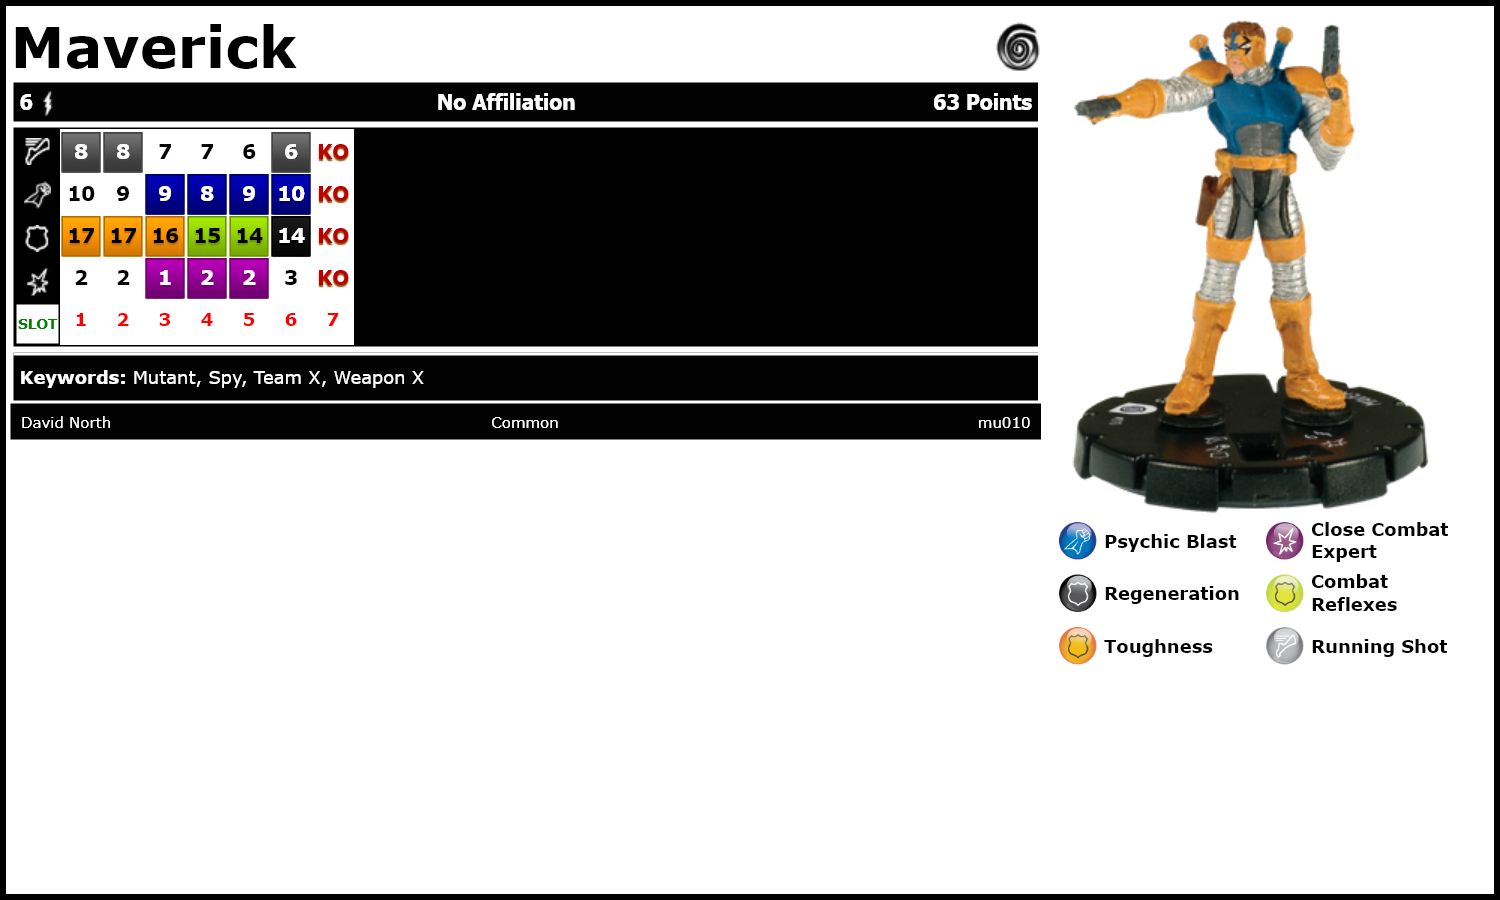 Maverick
6 No Affiliation 63 Points
8 8 7 7 6 6 KO
10 9 9 8 9 10 KO
17 17 16 15 14 14 KO
2 2 1 2 2 3 KO
SLOT 1 2 3 4 5 6 7
Keywords: Mutant, Spy, Team X, Weapon X
David North Common mu010
Psychic Blast
Close Combat
Expert
Regeneration
Combat
Reflexes
Toughness
Running Shot